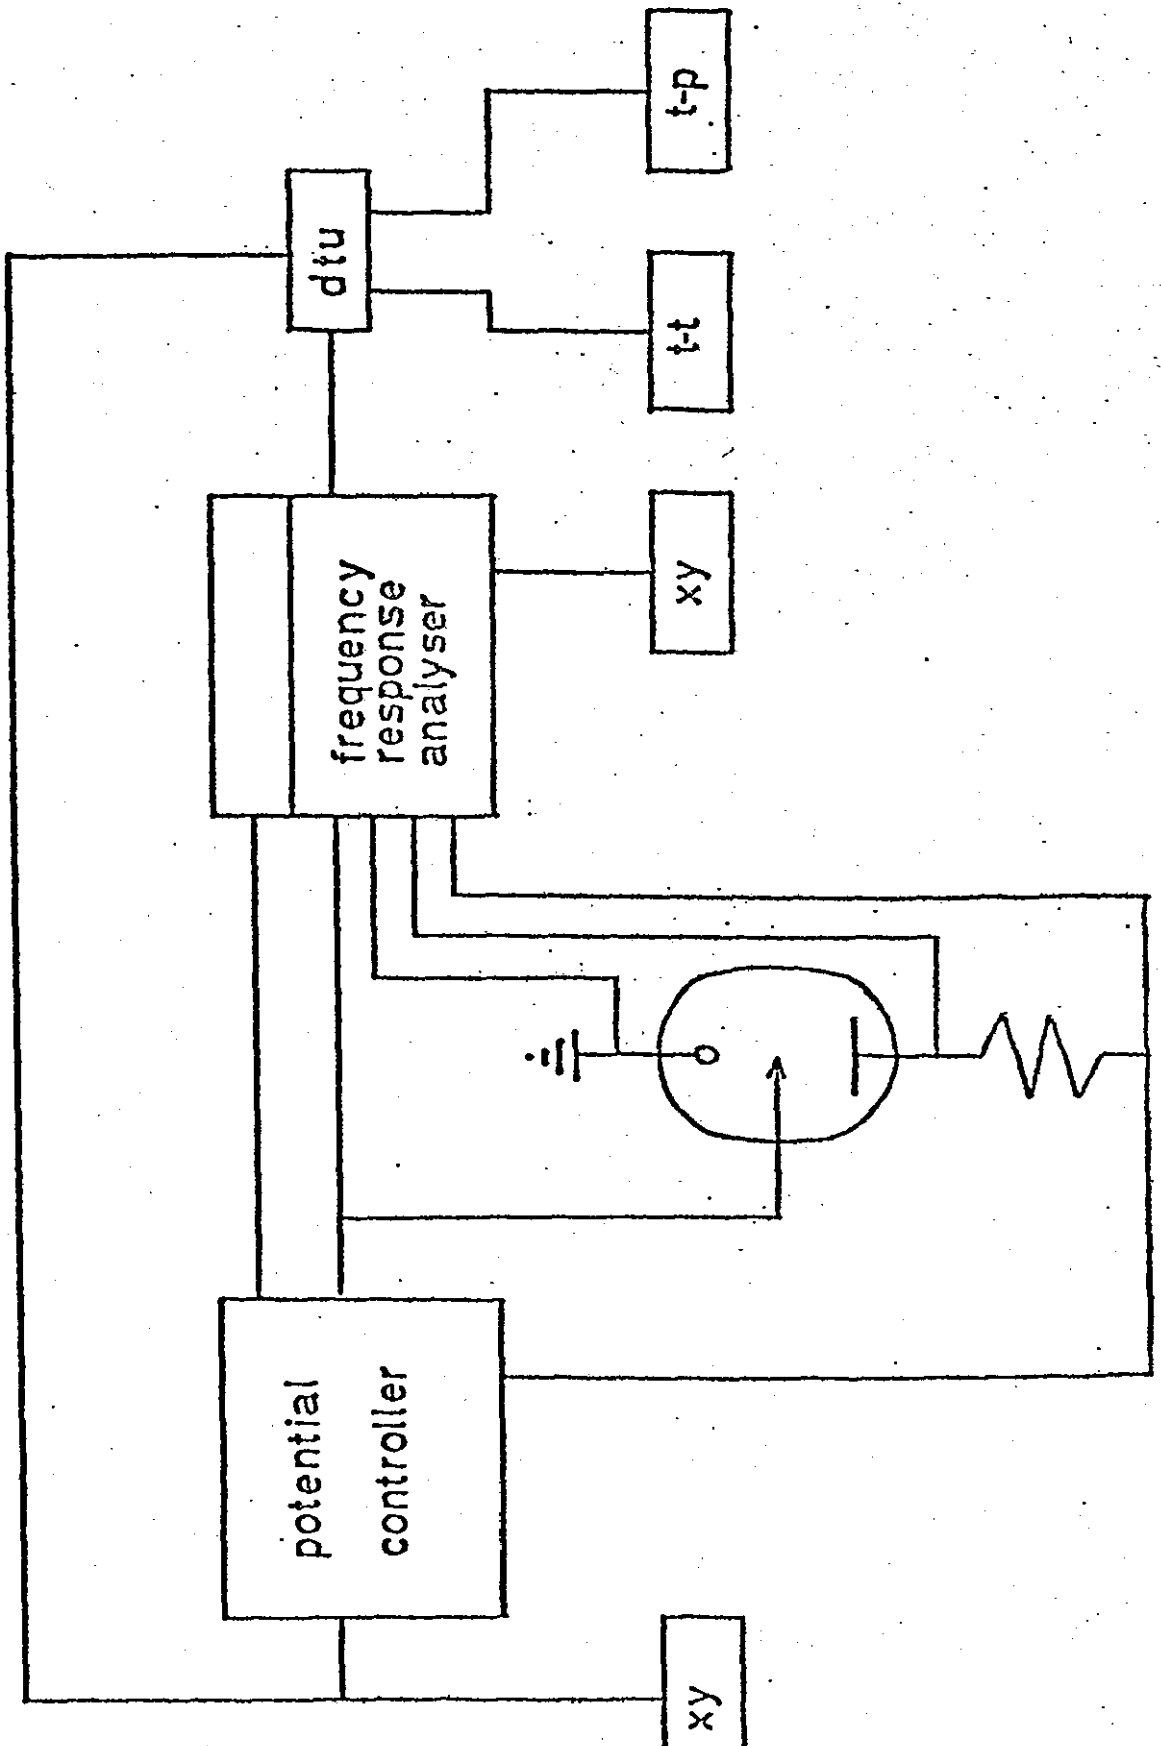 potential
controller
frequency
response
analyser
dtu
xy
xy
t-t
t-p